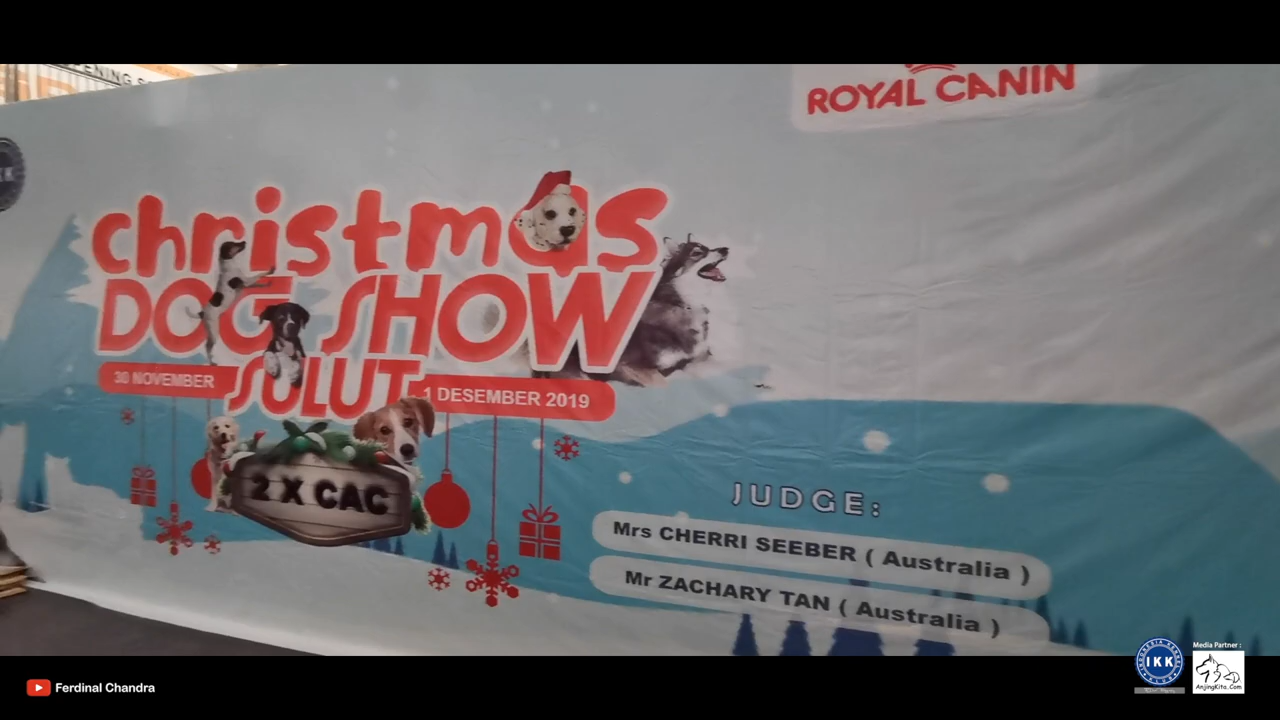 ROYAL CANIN
christmas
DOG SHOW
SULUT
30 NOVEMBER
1 DESEMBER 2019
2 X CAC
JUDGE:
Mrs CHERRI SEEBER ( Australia )
Mr ZACHARY TAN ( Australia )
Ferdinal Chandra
IKK
Media Partner :
AnjingKita.Com